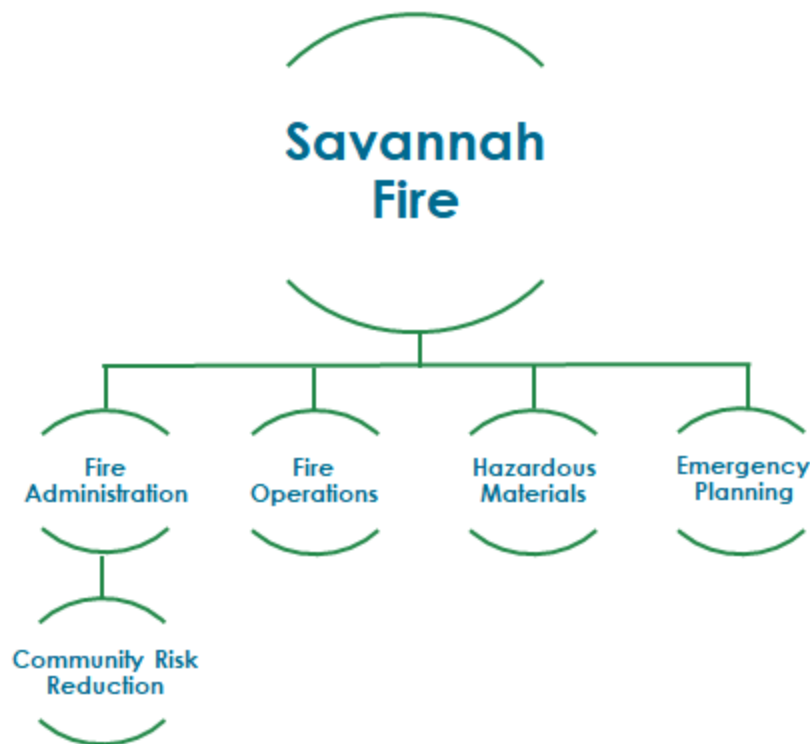 Savannah
Fire
Fire
Administration
Fire
Operations
Hazardous
Materials
Emergency
Planning
Community Risk
Reduction